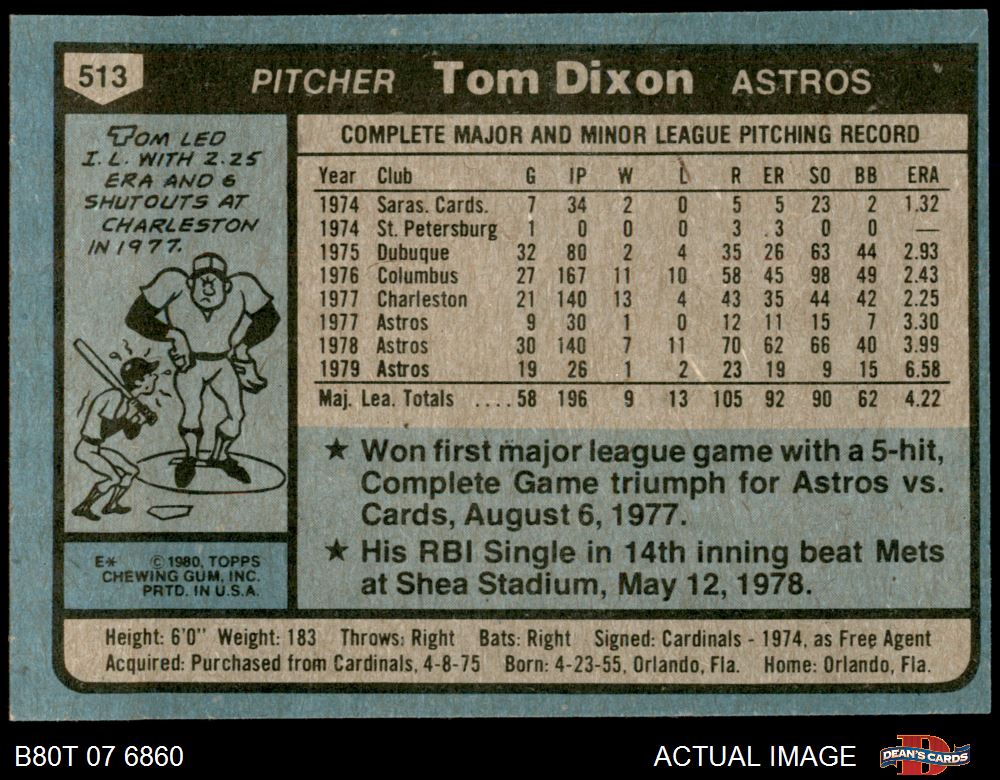 513 PITCHER Tom Dixon ASTROS
TOM LED
I.L. WITH 2.25
ERA AND 6
SHUTOUTS AT
CHARLESTON
IN 1977.
COMPLETE MAJOR AND MINOR LEAGUE PITCHING RECORD
Year Club G IP W L R ER SO BB ERA
1974 Saras. Cards. 7 34 2 0 5 5 23 2 1.32
1974 St. Petersburg 1 0 0 0 3 3 0 0 —
1975 Dubuque 32 80 2 4 35 26 63 44 2.93
1976 Columbus 27 167 11 10 58 45 98 49 2.43
1977 Charleston 21 140 13 4 43 35 44 42 2.25
1977 Astros 9 30 1 0 12 11 15 7 3.30
1978 Astros 30 140 7 11 70 62 66 40 3.99
1979 Astros 19 26 1 2 23 19 9 15 6.58
Maj. Lea. Totals ....58 196 9 13 105 92 90 62 4.22
★ Won first major league game with a 5-hit,
Complete Game triumph for Astros vs.
Cards, August 6, 1977.
★ His RBI Single in 14th inning beat Mets
at Shea Stadium, May 12, 1978.
E* © 1980, TOPPS
CHEWING GUM, INC.
PRTD. IN U.S.A.
Height: 6'0" Weight: 183 Throws: Right Bats: Right Signed: Cardinals - 1974, as Free Agent
Acquired: Purchased from Cardinals, 4-8-75 Born: 4-23-55, Orlando, Fla. Home: Orlando, Fla.
B80T 07 6860 ACTUAL IMAGE DEAN'S CARDS